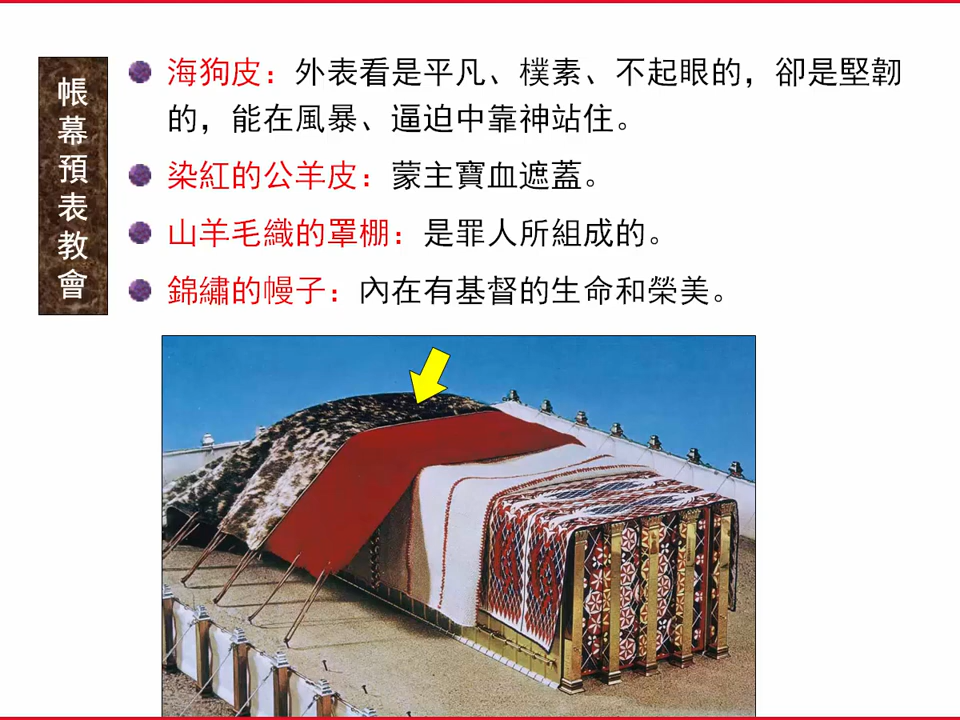 帳幕預表教會
海狗皮：外表看是平凡、樸素、不起眼的，卻是堅韌
的，能在風暴、逼迫中靠神站住。
染紅的公羊皮：蒙主寶血遮蓋。
山羊毛織的罩棚：是罪人所組成的。
錦繡的幔子：內在有基督的生命和榮美。